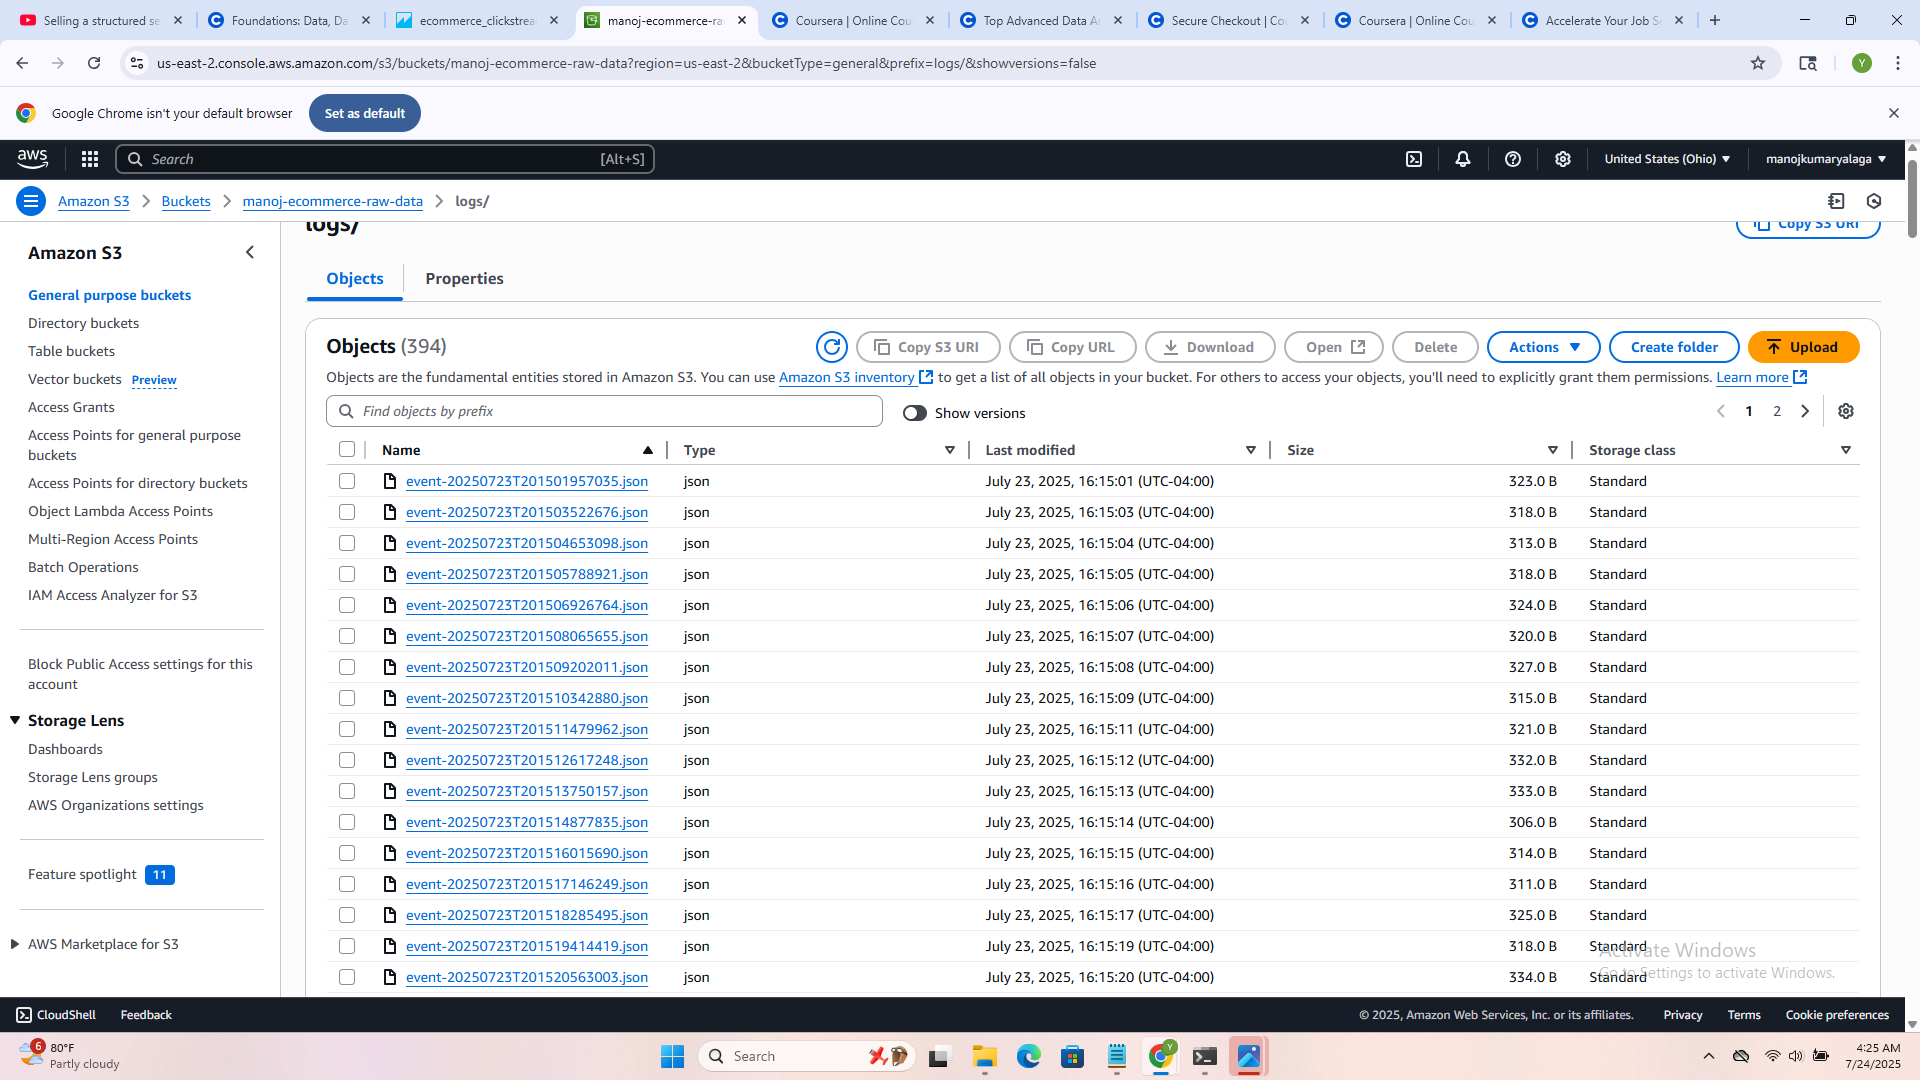 Selling a structured se
Foundations: Data, Da
ecommerce_clickstrea
manoj-ecommerce-ra
Coursera | Online Cou
Top Advanced Data A
Secure Checkout | Co
Coursera | Online Cou
Accelerate Your Job S
us-east-2.console.aws.amazon.com/s3/buckets/manoj-ecommerce-raw-data?region=us-east-2&bucketType=general&prefix=logs/&showversions=false
Y
Google Chrome isn't your default browser
Set as default
aws
Search
[Alt+S]
United States (Ohio)
manojkumaryalaga
Amazon S3
Buckets
manoj-ecommerce-raw-data
logs/
logs/
Copy S3 URI
Amazon S3
General purpose buckets
Directory buckets
Table buckets
Vector buckets Preview
Access Grants
Access Points for general purpose
buckets
Access Points for directory buckets
Object Lambda Access Points
Multi-Region Access Points
Batch Operations
IAM Access Analyzer for S3
Block Public Access settings for this
account
Storage Lens
Dashboards
Storage Lens groups
AWS Organizations settings
Feature spotlight 11
AWS Marketplace for S3
Objects
Properties
Objects (394)
Copy S3 URI
Copy URL
Download
Open
Delete
Actions
Create folder
Upload
Objects are the fundamental entities stored in Amazon S3. You can use Amazon S3 inventory to get a list of all objects in your bucket. For others to access your objects, you'll need to explicitly grant them permissions. Learn more
Find objects by prefix
Show versions
1 2
Name Type Last modified Size Storage class
event-20250723T201501957035.json json July 23, 2025, 16:15:01 (UTC-04:00) 323.0 B Standard
event-20250723T201503522676.json json July 23, 2025, 16:15:03 (UTC-04:00) 318.0 B Standard
event-20250723T201504653098.json json July 23, 2025, 16:15:04 (UTC-04:00) 313.0 B Standard
event-20250723T201505788921.json json July 23, 2025, 16:15:05 (UTC-04:00) 318.0 B Standard
event-20250723T201506926764.json json July 23, 2025, 16:15:06 (UTC-04:00) 324.0 B Standard
event-20250723T201508065655.json json July 23, 2025, 16:15:07 (UTC-04:00) 320.0 B Standard
event-20250723T201509202011.json json July 23, 2025, 16:15:08 (UTC-04:00) 327.0 B Standard
event-20250723T201510342880.json json July 23, 2025, 16:15:09 (UTC-04:00) 315.0 B Standard
event-20250723T201511479962.json json July 23, 2025, 16:15:11 (UTC-04:00) 321.0 B Standard
event-20250723T201512617248.json json July 23, 2025, 16:15:12 (UTC-04:00) 332.0 B Standard
event-20250723T201513750157.json json July 23, 2025, 16:15:13 (UTC-04:00) 333.0 B Standard
event-20250723T201514877835.json json July 23, 2025, 16:15:14 (UTC-04:00) 306.0 B Standard
event-20250723T201516015690.json json July 23, 2025, 16:15:15 (UTC-04:00) 314.0 B Standard
event-20250723T201517146249.json json July 23, 2025, 16:15:16 (UTC-04:00) 311.0 B Standard
event-20250723T201518285495.json json July 23, 2025, 16:15:17 (UTC-04:00) 325.0 B Standard
event-20250723T201519414419.json json July 23, 2025, 16:15:19 (UTC-04:00) 318.0 B Standard
event-20250723T201520563003.json json July 23, 2025, 16:15:20 (UTC-04:00) 334.0 B Standard
Activate Windows
Go to Settings to activate Windows.
CloudShell
Feedback
© 2025, Amazon Web Services, Inc. or its affiliates.
Privacy
Terms
Cookie preferences
6
80°F
Partly cloudy
Search
Y
4:25 AM
7/24/2025